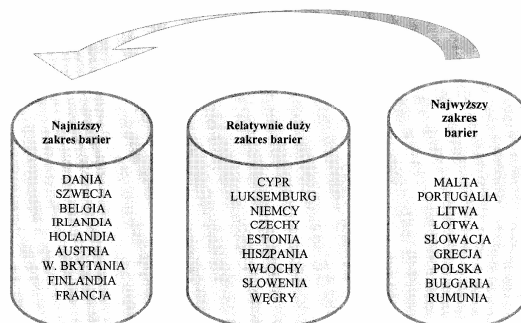 Najniższy
zakres barier
DANIA
SZWECJA
BELGIA
IRLANDIA
HOLANDIA
AUSTRIA
W. BRYTANIA
FINLANDIA
FRANCJA
Relatywnie duży
zakres barier
CYPR
LUKSEMBURG
NIEMCY
CZECHY
ESTONIA
HISZPANIA
WŁOCHY
SŁOWENIA
WĘGRY
Najwyższy
zakres
barier
MALTA
PORTUGALIA
LITWA
ŁOTWA
SŁOWACJA
GRECJA
POLSKA
BUŁGARIA
RUMUNIA